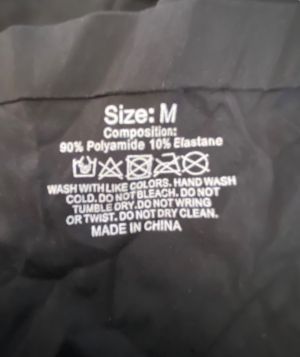 Size: M
Composition:
90% Polyamide 10% Elastane
WASH WITH LIKE COLORS. HAND WASH
COLD. DO NOT BLEACH. DO NOT
TUMBLE DRY. DO NOT WRING
OR TWIST. DO NOT DRY CLEAN.
MADE IN CHINA